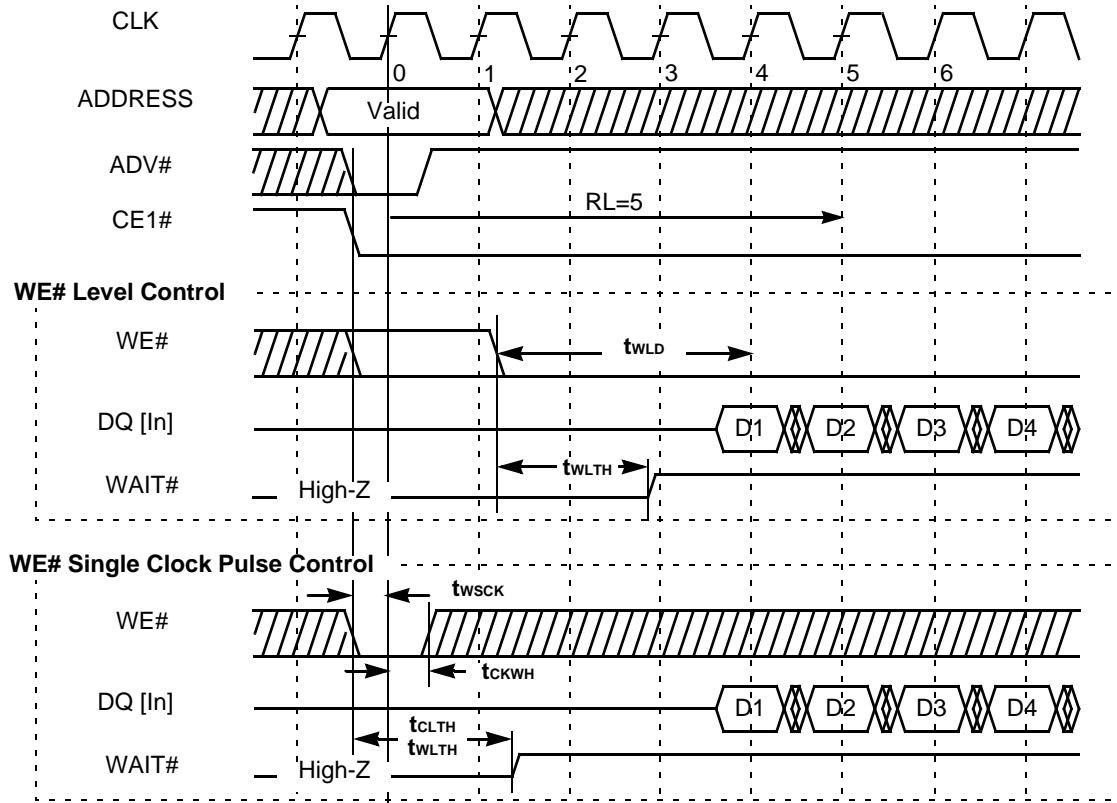 CLK
0 1 2 3 4 5 6
ADDRESS Valid
ADV#
RL=5
CE1#
WE# Level Control
WE# tWLD
DQ [In] D1 D2 D3 D4
tWLTH
WAIT# High-Z
WE# Single Clock Pulse Control
tWSCK
WE#
tCKWH
DQ [In] D1 D2 D3 D4
tCLTH
tWLTH
WAIT# High-Z